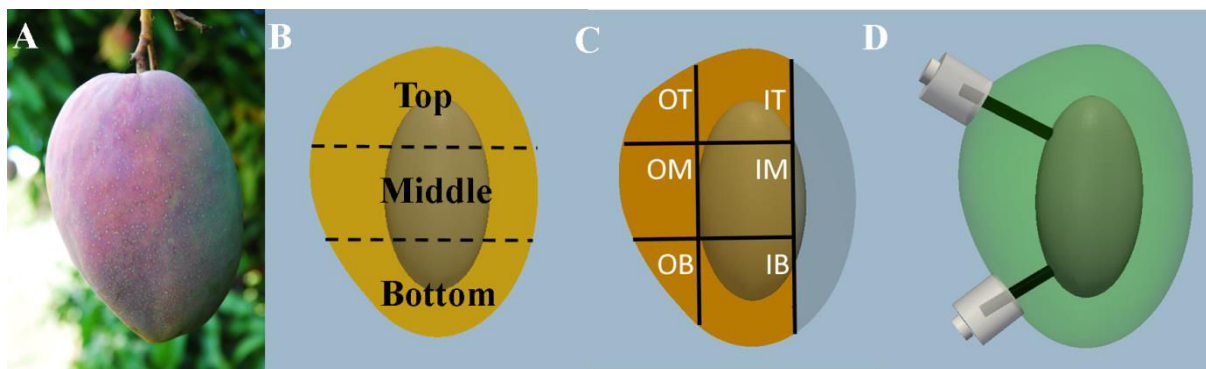 A
B
C
D
Top
Middle
Bottom
OT IT
OM IM
OB IB